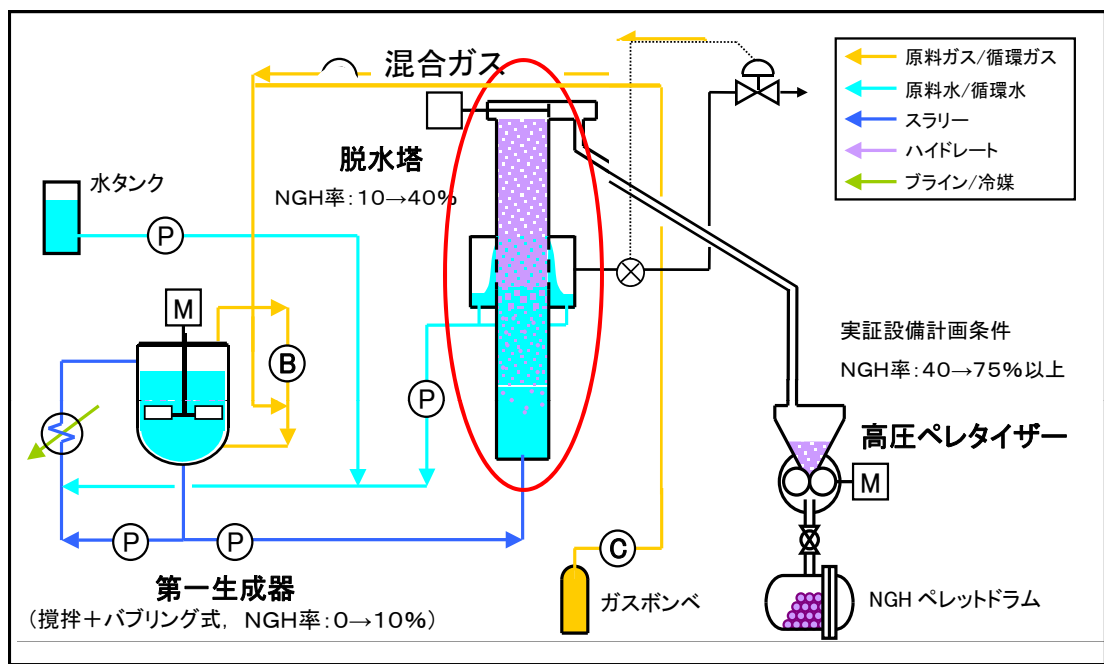 混合ガス
原料ガス/循環ガス
原料水/循環水
スラリー
ハイドレート
ブライン/冷媒
脱水塔
NGH率：10→40％
水タンク
P
M
B
P
実証設備計画条件
NGH率：40→75％以上
高圧ペレタイザー
M
P
P
C
第一生成器
（撹拌＋バブリング式， NGH率：0→10％）
ガスボンベ
NGH ペレットドラム